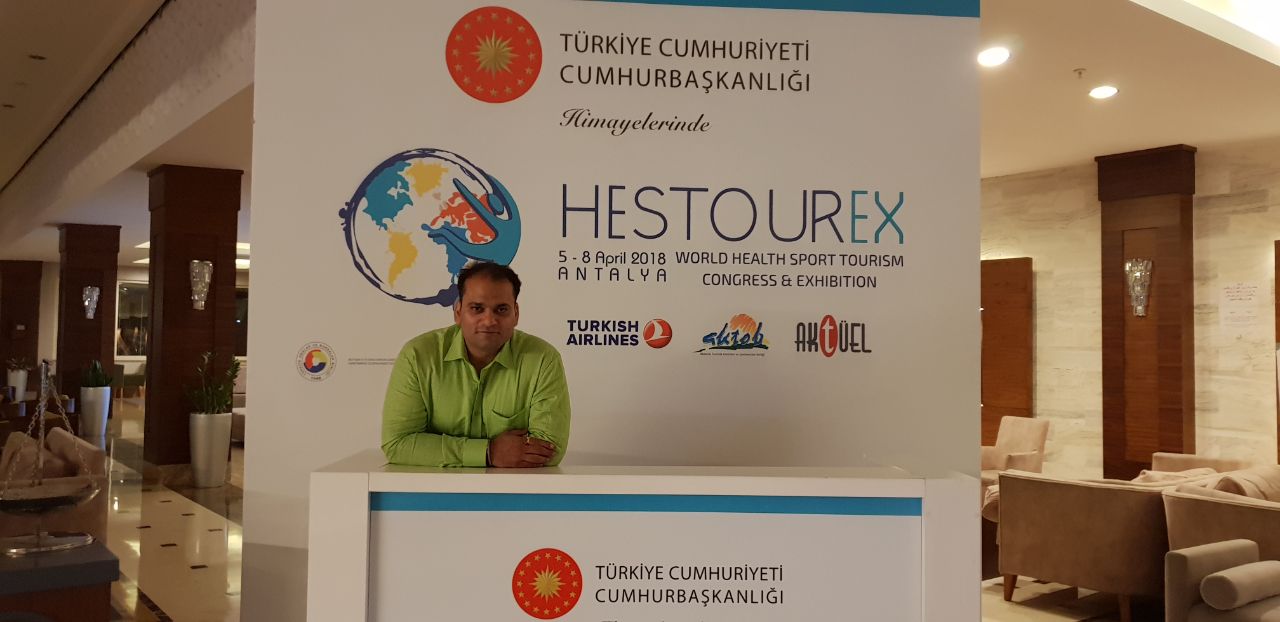 TÜRKİYE CUMHURİYETİ
CUMHURBAŞKANLIĞI
Himayelerinde
HESTOUREX
5 - 8 April 2018 WORLD HEALTH SPORT TOURISM
ANTALYA CONGRESS & EXHIBITION
TURKISH
AIRLINES
aktob
AKTÜEL
TÜRKİYE CUMHURİYETİ
CUMHURBAŞKANLIĞI